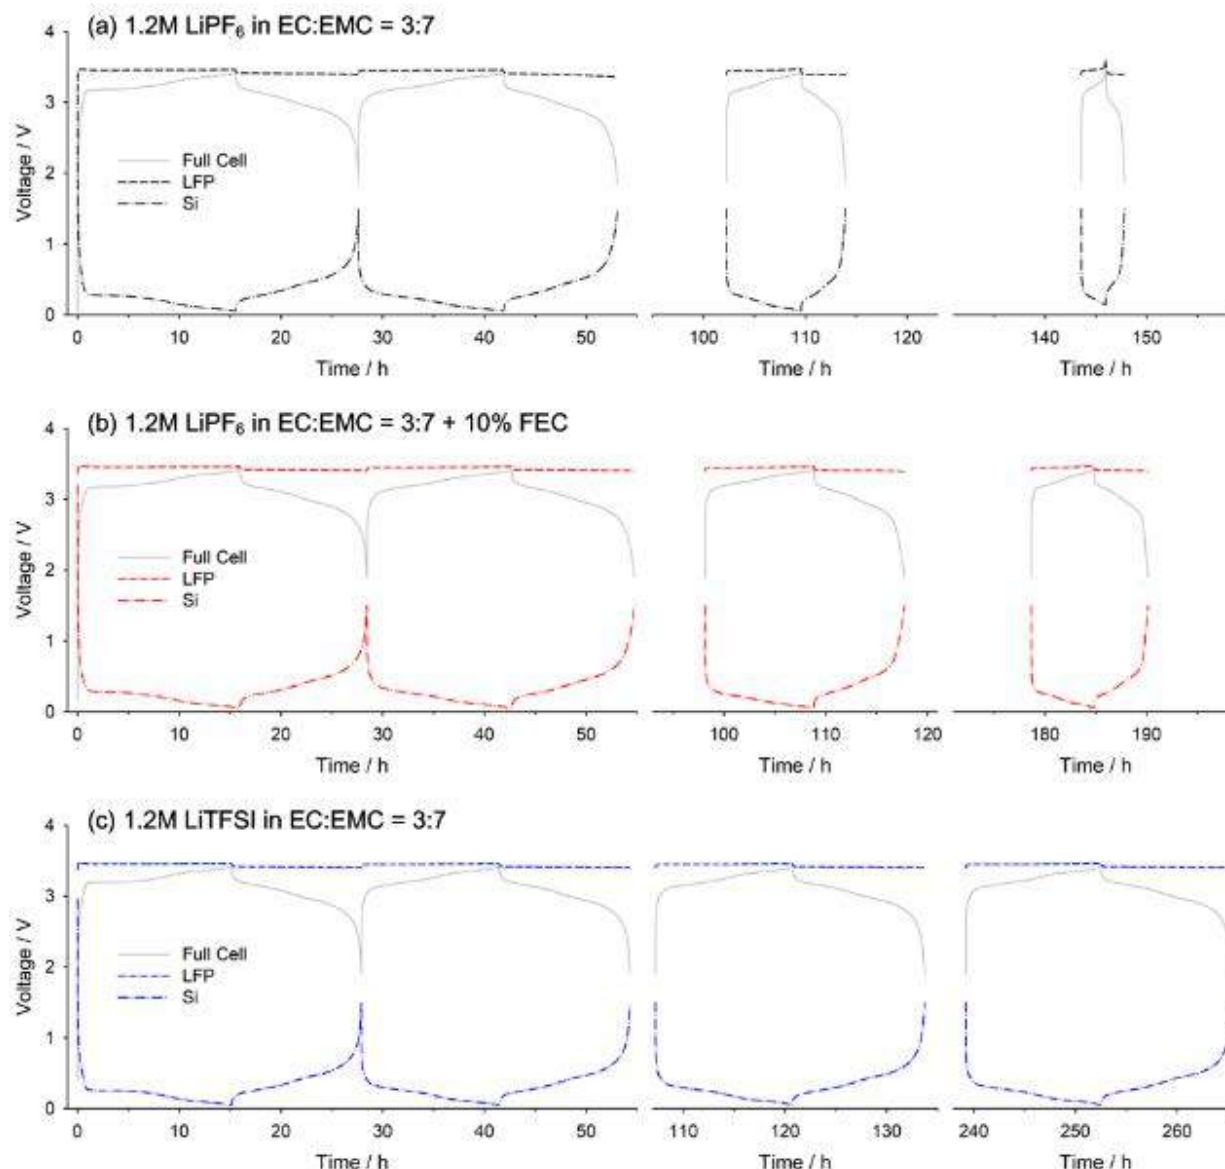 (a) 1.2M LiPF6 in EC:EMC = 3:7
4
3
2
1
0
Voltage / V
Full Cell
LFP
Si
0 10 20 30 40 50 100 110 120 140 150
Time / h Time / h Time / h
(b) 1.2M LiPF6 in EC:EMC = 3:7 + 10% FEC
4
3
2
1
0
Voltage / V
Full Cell
LFP
Si
0 10 20 30 40 50 100 110 120 180 190
Time / h Time / h Time / h
(c) 1.2M LiTFSI in EC:EMC = 3:7
4
3
2
1
0
Voltage / V
Full Cell
LFP
Si
0 10 20 30 40 50 110 120 130 240 250 260
Time / h Time / h Time / h